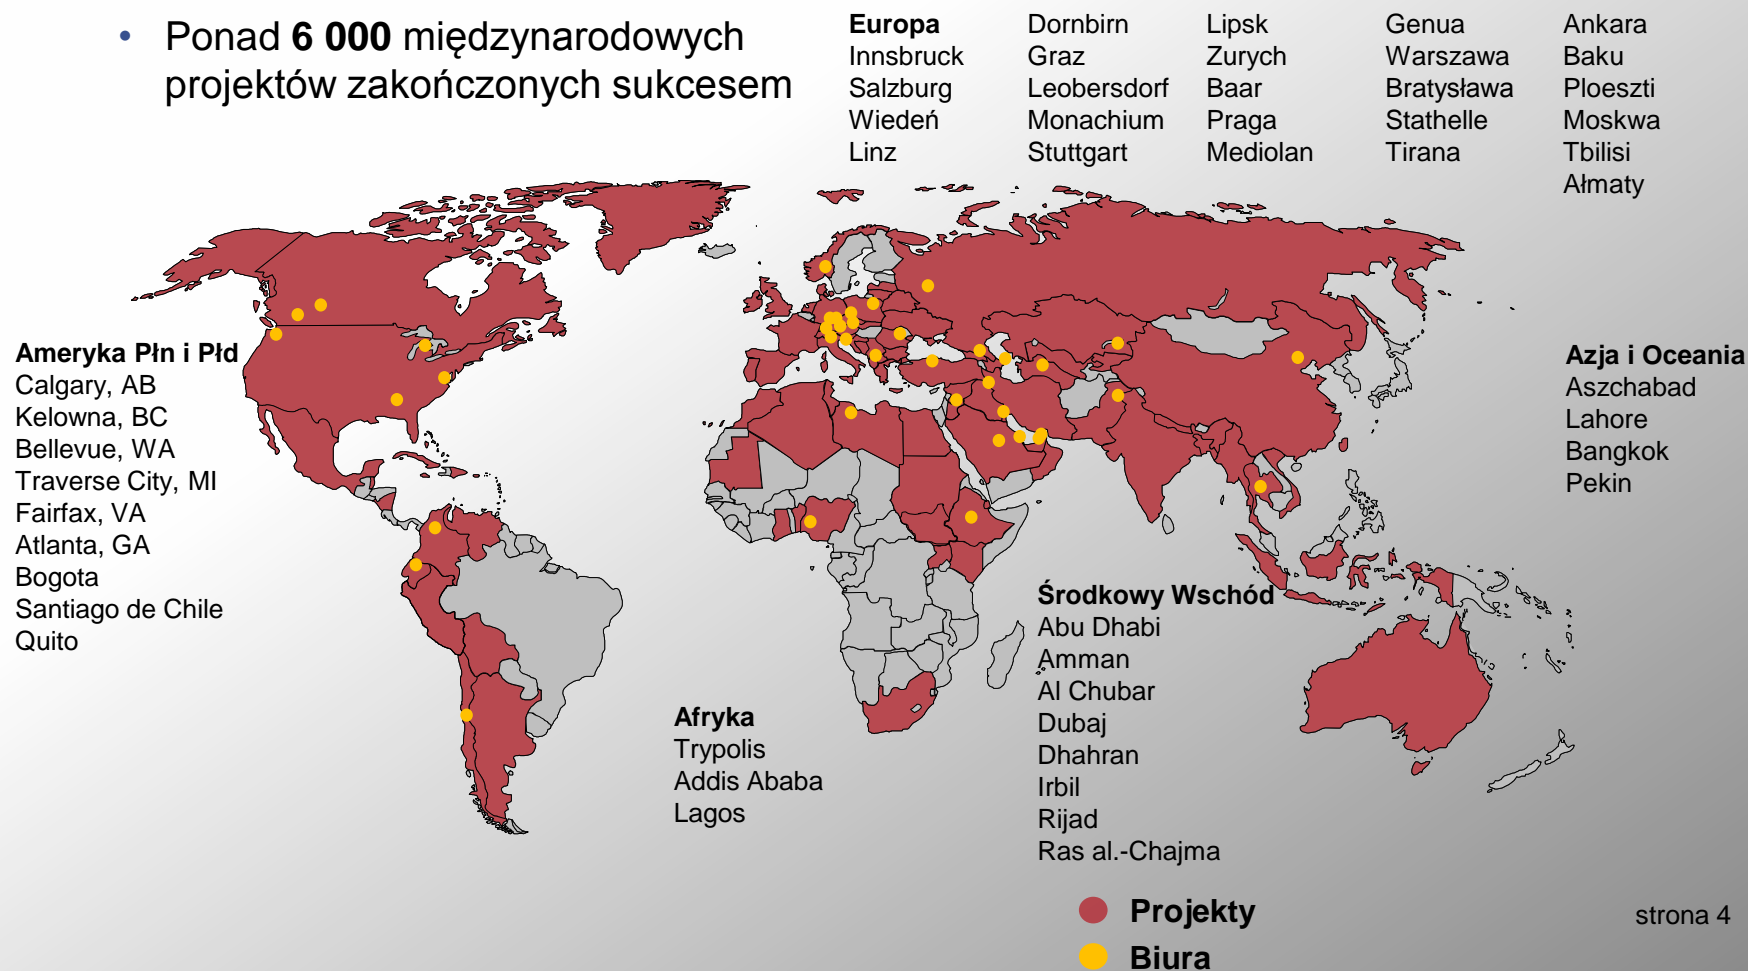 • Ponad 6 000 międzynarodowych
projektów zakończonych sukcesem
Europa
Innsbruck
Salzburg
Wiedeń
Linz
Dornbirn
Graz
Leobersdorf
Monachium
Stuttgart
Lipsk
Zurych
Baar
Praga
Mediolan
Genua
Warszawa
Bratysława
Stathelle
Tirana
Ankara
Baku
Ploeszti
Moskwa
Tbilisi
Ałmaty
Ameryka Płn i Płd
Calgary, AB
Kelowna, BC
Bellevue, WA
Traverse City, MI
Fairfax, VA
Atlanta, GA
Bogota
Santiago de Chile
Quito
Afryka
Trypolis
Addis Ababa
Lagos
Środkowy Wschód
Abu Dhabi
Amman
Al Chubar
Dubaj
Dhahran
Irbil
Rijad
Ras al.-Chajma
Azja i Oceania
Aszchabad
Lahore
Bangkok
Pekin
Projekty
Biura
strona 4